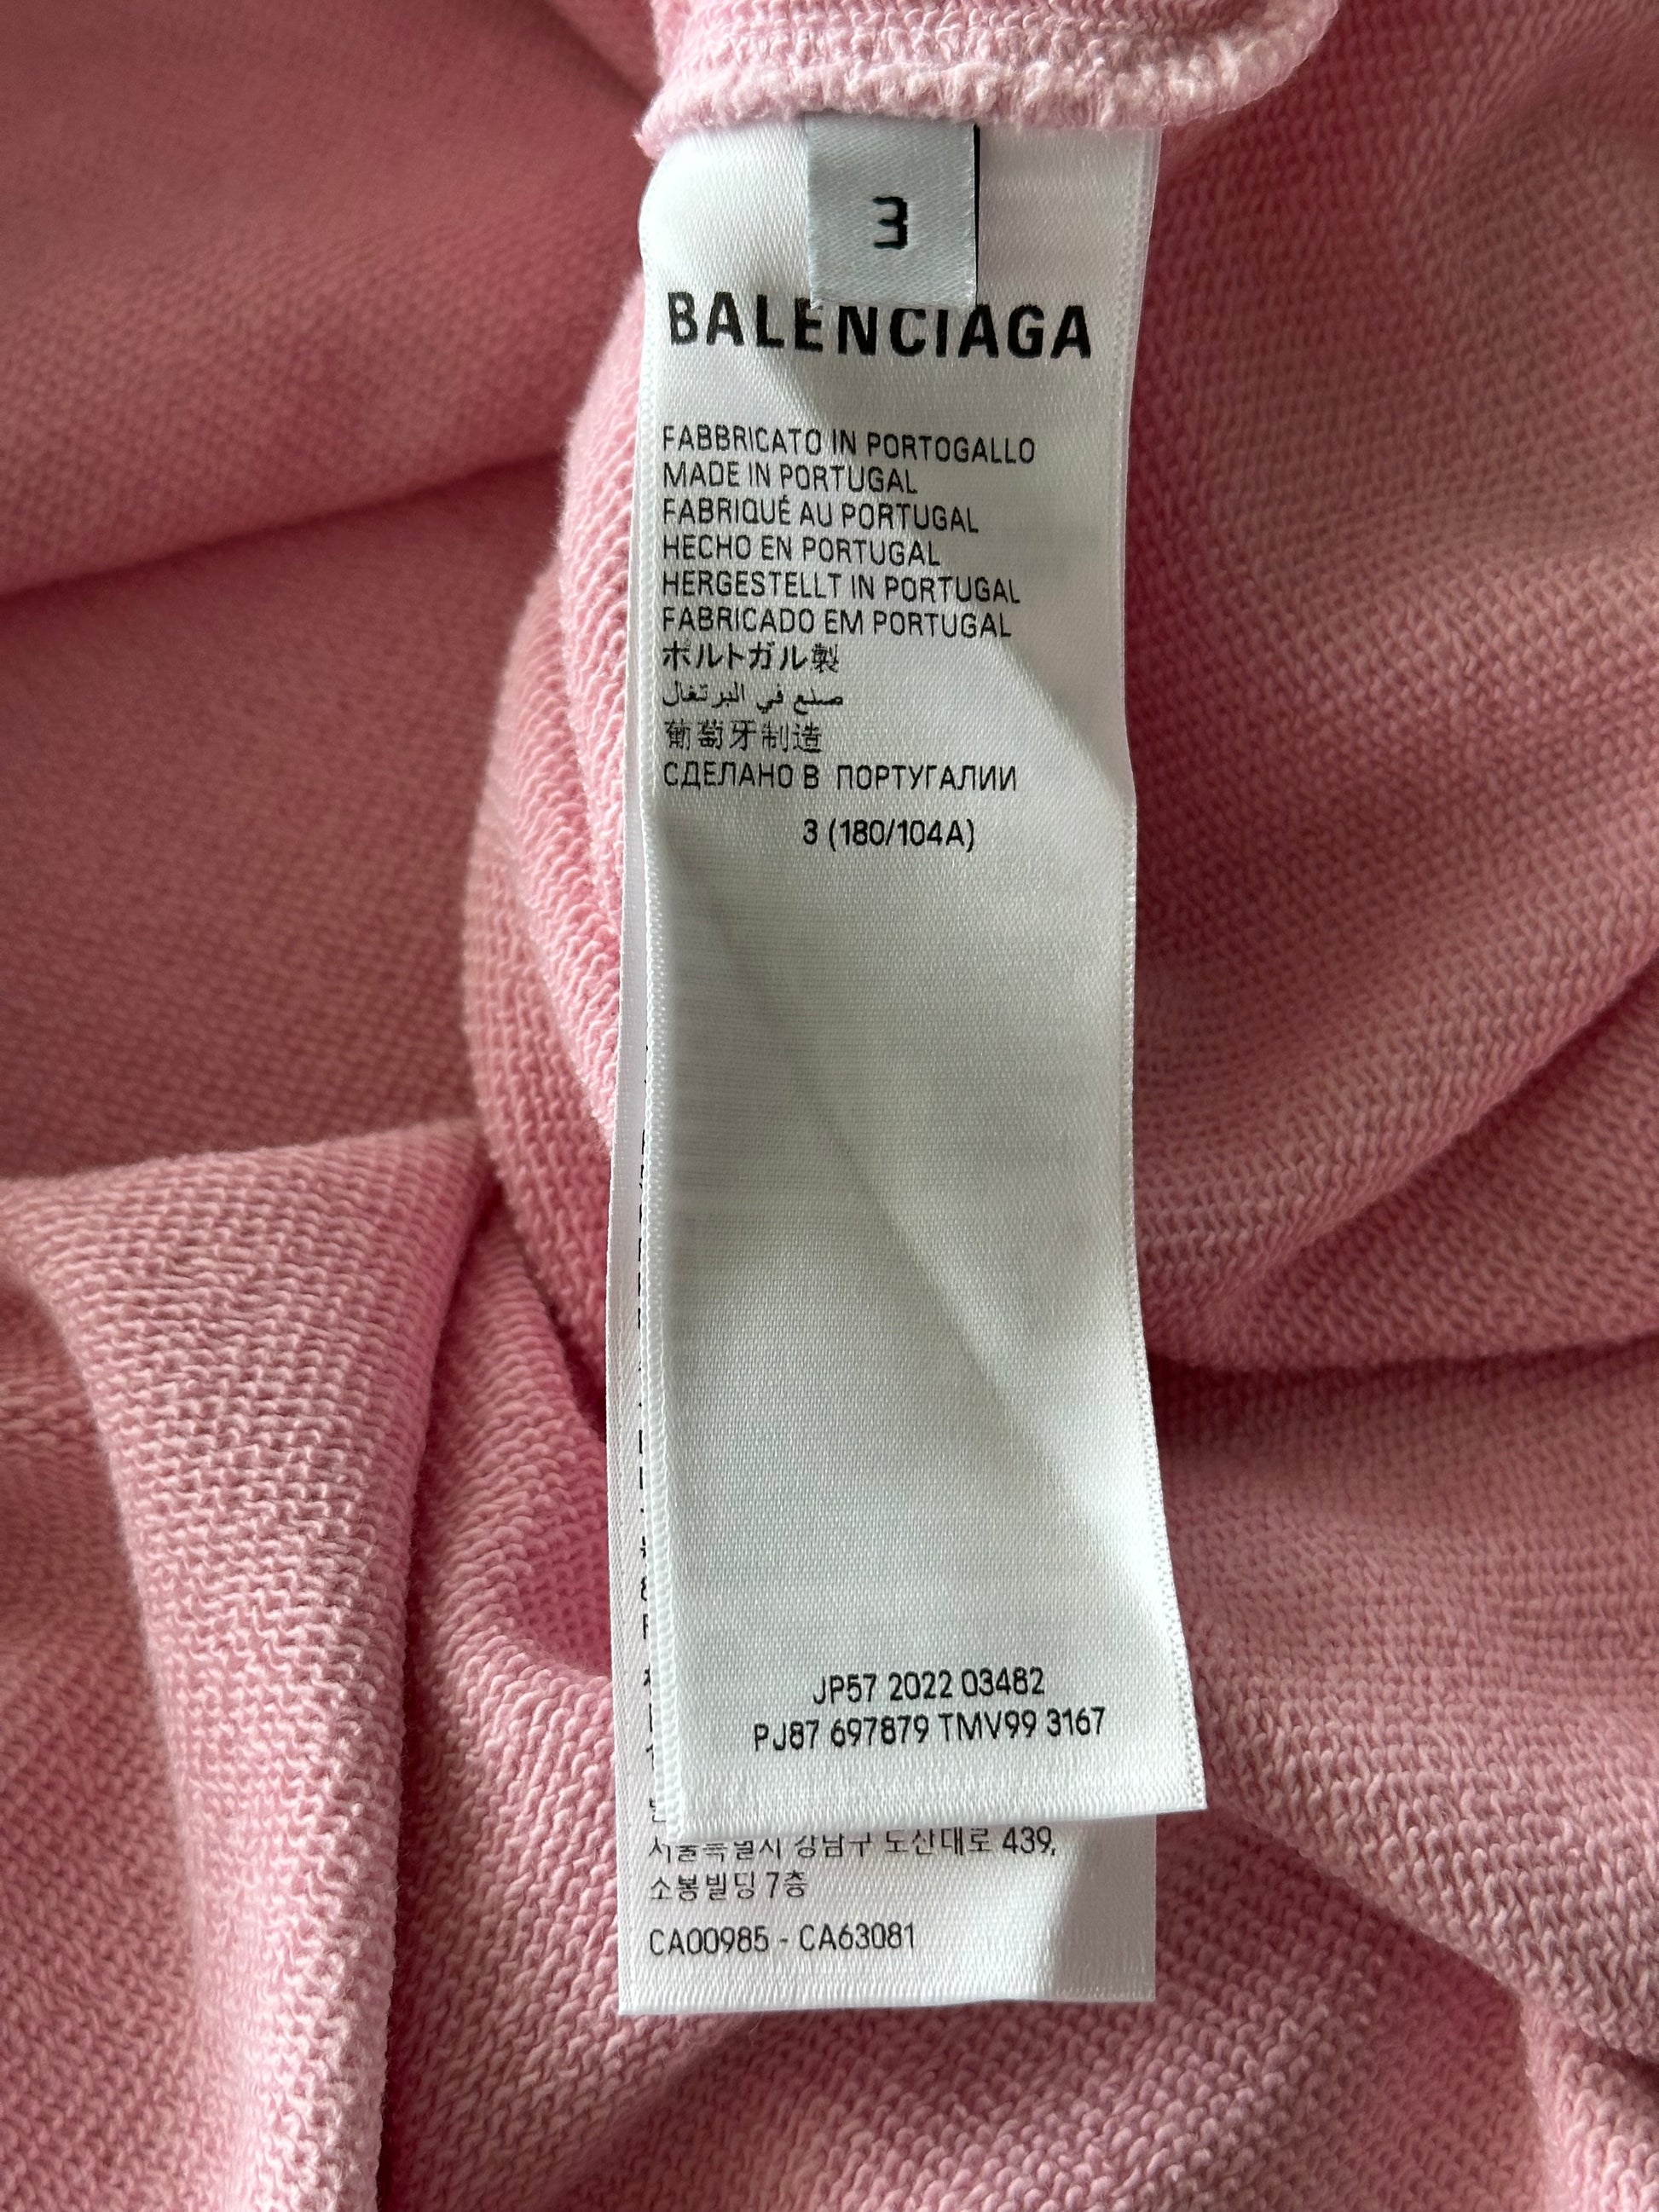 3
BALENCIAGA
FABBRICATO IN PORTOGALLO
MADE IN PORTUGAL
FABRIQUÉ AU PORTUGAL
HECHO EN PORTUGAL
HERGESTELLT IN PORTUGAL
FABRICADO EM PORTUGAL
ポルトガル製
صنع في البرتغال
葡萄牙制造
СДЕЛАНО В ПОРТУГАЛИИ
3 (180/104A)
JP57 2022 03482
PJ87 697879 TMV99 3167
서울특별시 강남구 도산대로 439,
소봉빌딩 7층
CA00985 - CA63081